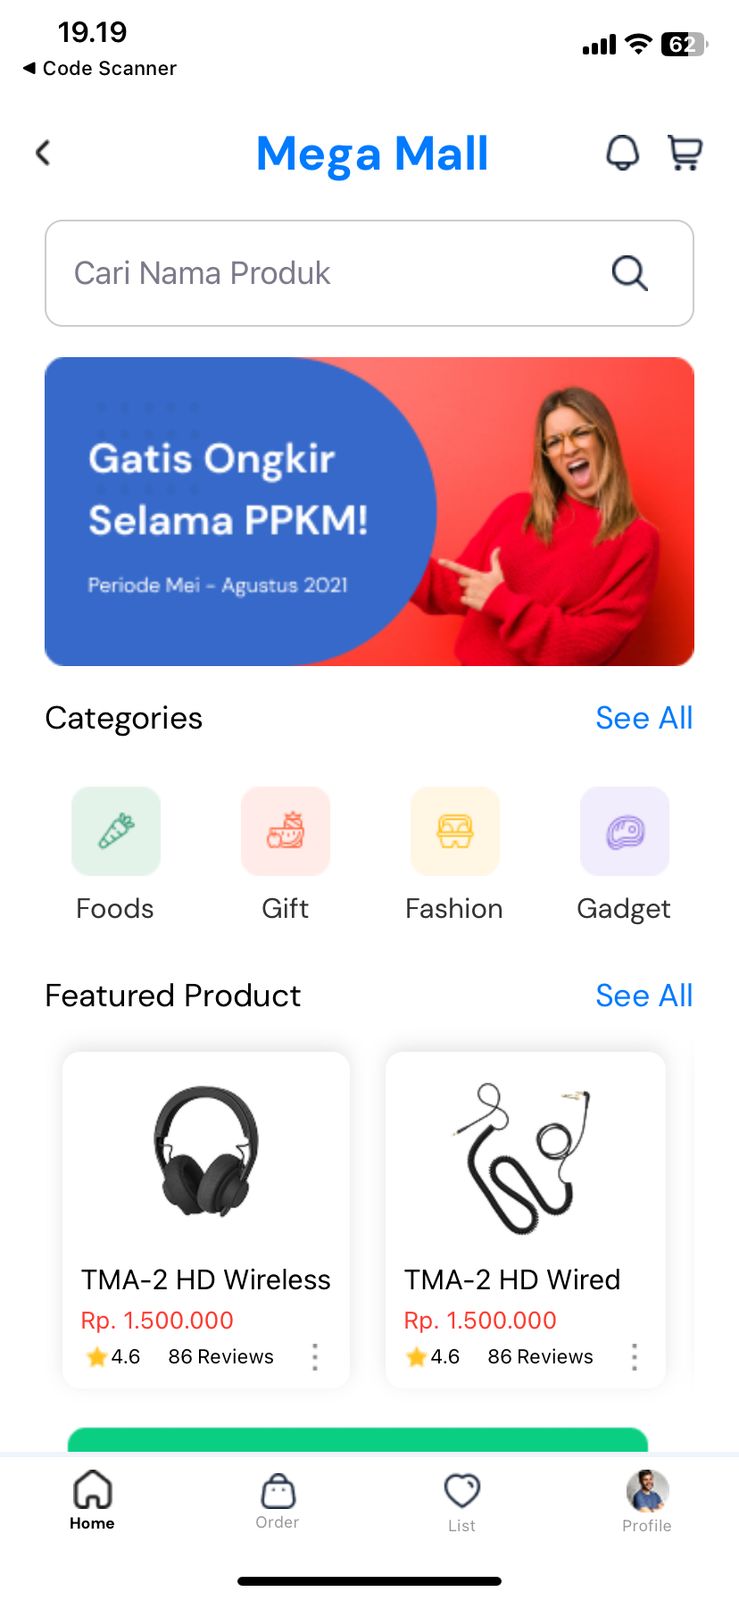 19.19
62
◀ Code Scanner
Mega Mall
Cari Nama Produk
Gatis Ongkir
Selama PPKM!
Periode Mei - Agustus 2021
Categories
See All
Foods
Gift
Fashion
Gadget
Featured Product
See All
TMA-2 HD Wireless
Rp. 1.500.000
4.6
86 Reviews
TMA-2 HD Wired
Rp. 1.500.000
4.6
86 Reviews
Home
Order
List
Profile